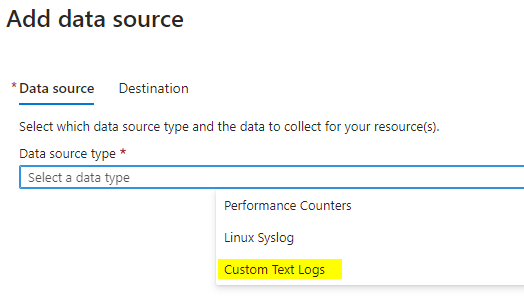 Add data source
* Data source Destination
Select which data source type and the data to collect for your resource(s).
Data source type *
Select a data type
Performance Counters
Linux Syslog
Custom Text Logs